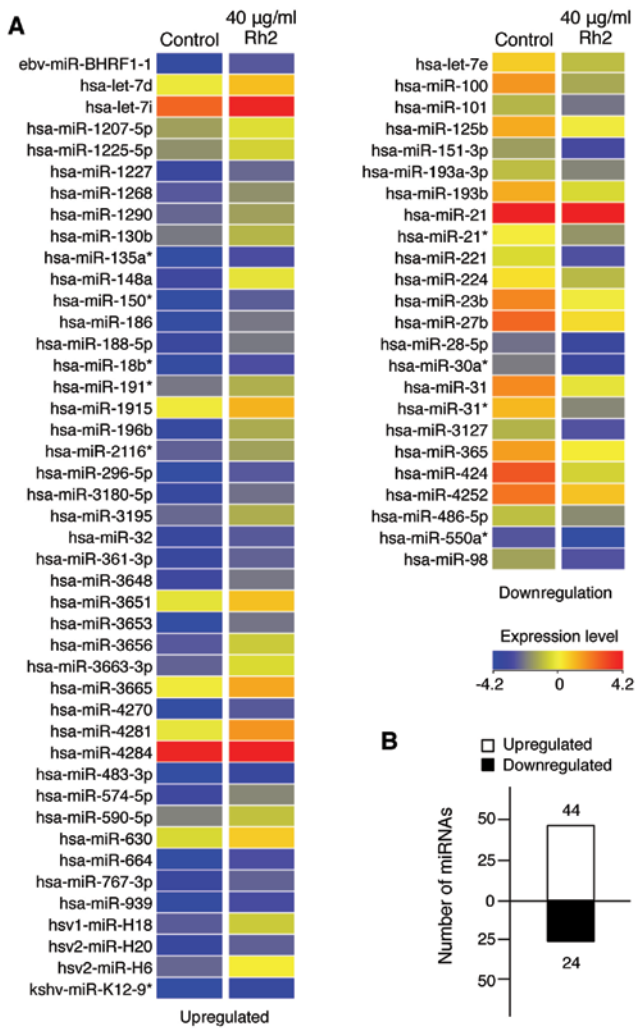 A
Control
40 µg/ml
Rh2
ebv-miR-BHRF1-1
hsa-let-7d
hsa-let-7i
hsa-miR-1207-5p
hsa-miR-1225-5p
hsa-miR-1227
hsa-miR-1268
hsa-miR-1290
hsa-miR-130b
hsa-miR-135a*
hsa-miR-148a
hsa-miR-150*
hsa-miR-186
hsa-miR-188-5p
hsa-miR-18b*
hsa-miR-191*
hsa-miR-1915
hsa-miR-196b
hsa-miR-2116*
hsa-miR-296-5p
hsa-miR-3180-5p
hsa-miR-3195
hsa-miR-32
hsa-miR-361-3p
hsa-miR-3648
hsa-miR-3651
hsa-miR-3653
hsa-miR-3656
hsa-miR-3663-3p
hsa-miR-3665
hsa-miR-4270
hsa-miR-4281
hsa-miR-4284
hsa-miR-483-3p
hsa-miR-574-5p
hsa-miR-590-5p
hsa-miR-630
hsa-miR-664
hsa-miR-767-3p
hsa-miR-939
hsv1-miR-H18
hsv2-miR-H20
hsv2-miR-H6
kshv-miR-K12-9*
Upregulated
Control
40 µg/ml
Rh2
hsa-let-7e
hsa-miR-100
hsa-miR-101
hsa-miR-125b
hsa-miR-151-3p
hsa-miR-193a-3p
hsa-miR-193b
hsa-miR-21
hsa-miR-21*
hsa-miR-221
hsa-miR-224
hsa-miR-23b
hsa-miR-27b
hsa-miR-28-5p
hsa-miR-30a*
hsa-miR-31
hsa-miR-31*
hsa-miR-3127
hsa-miR-365
hsa-miR-424
hsa-miR-4252
hsa-miR-486-5p
hsa-miR-550a*
hsa-miR-98
Downregulation
Expression level
-4.2 0 4.2
B
Upregulated
Downregulated
Number of miRNAs
50
25
0
25
50
44
24